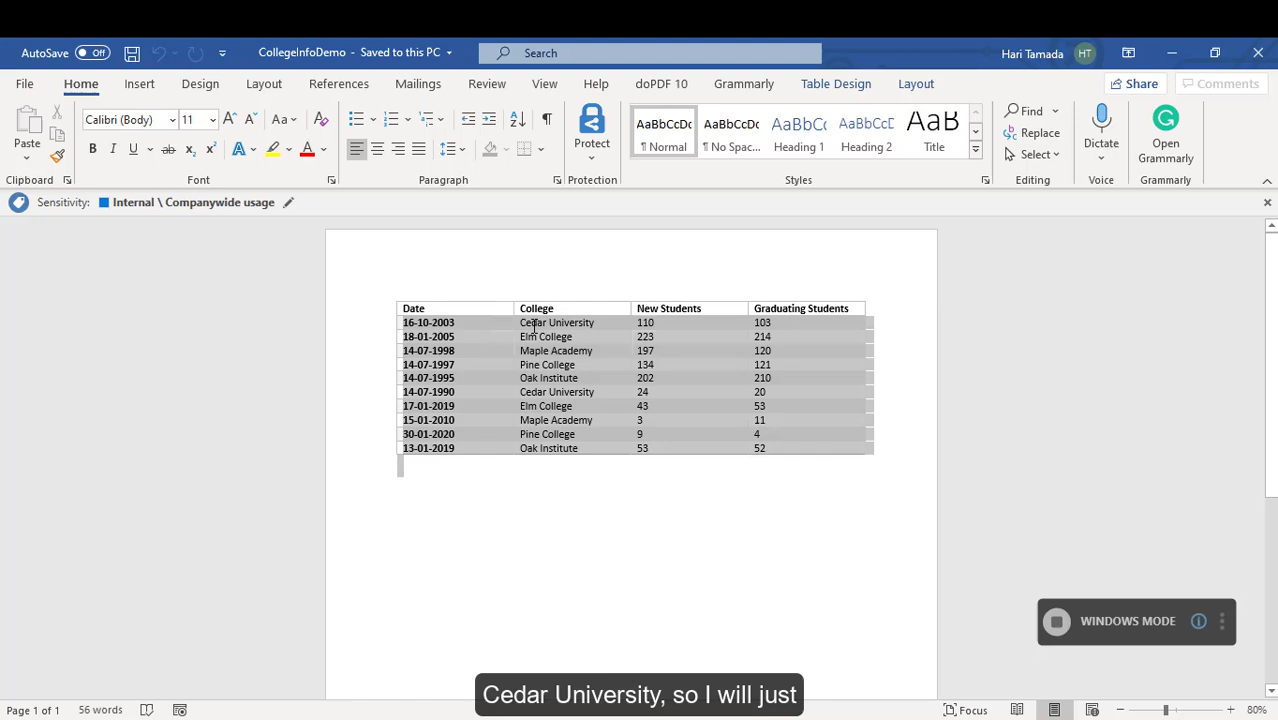 AutoSave Off CollegeInfoDemo - Saved to this PC Search Hari Tamada HT
File Home Insert Design Layout References Mailings Review View Help doPDF 10 Grammarly Table Design Layout Share Comments
Calibri (Body) 11 Aa
Paste B I U ab x₂ x² A A
AaBbCcDc AaBbCcDc AaBbCc AaBbCcD AaB
¶ Normal ¶ No Spac... Heading 1 Heading 2 Title
Protect
Find
Replace
Select
Dictate
Open
Grammarly
Clipboard Font Paragraph Protection Styles Editing Voice Grammarly
Sensitivity: Internal \ Companywide usage
Date College New Students Graduating Students
16-10-2003 Cedar University 110 103
18-01-2005 Elm College 223 214
14-07-1998 Maple Academy 197 120
14-07-1997 Pine College 134 121
14-07-1995 Oak Institute 202 210
14-07-1990 Cedar University 24 20
17-01-2019 Elm College 43 53
15-01-2010 Maple Academy 3 11
30-01-2020 Pine College 9 4
13-01-2019 Oak Institute 53 52
WINDOWS MODE
Cedar University, so I will just
Page 1 of 1 56 words Focus 80%